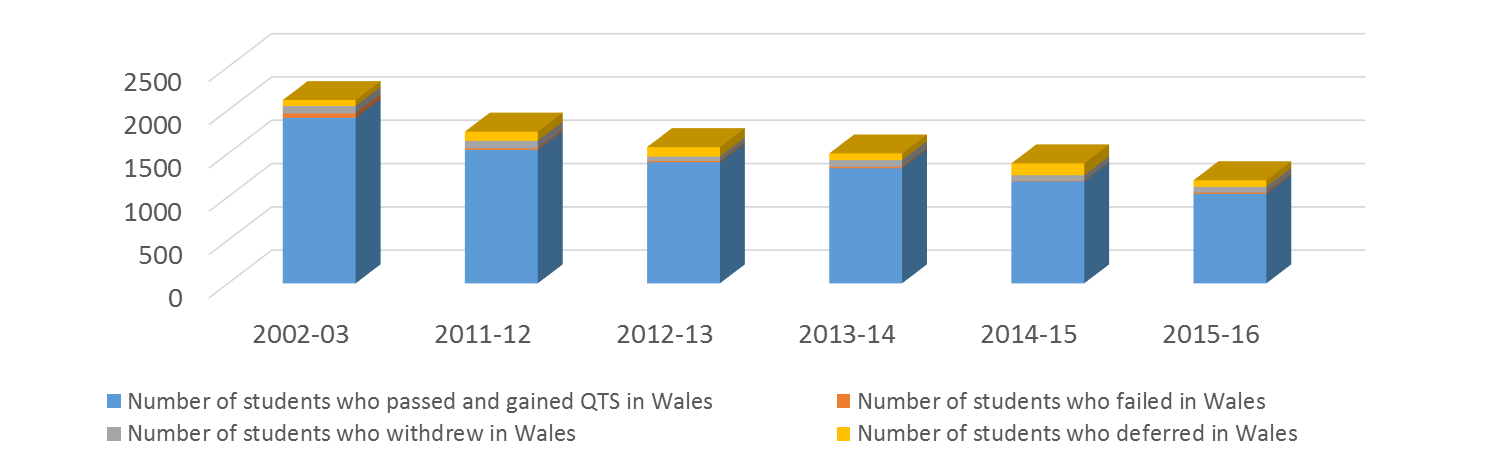 2500
2000
1500
1000
500
0
2002-03 2011-12 2012-13 2013-14 2014-15 2015-16
Number of students who passed and gained QTS in Wales Number of students who failed in Wales
Number of students who withdrew in Wales Number of students who deferred in Wales